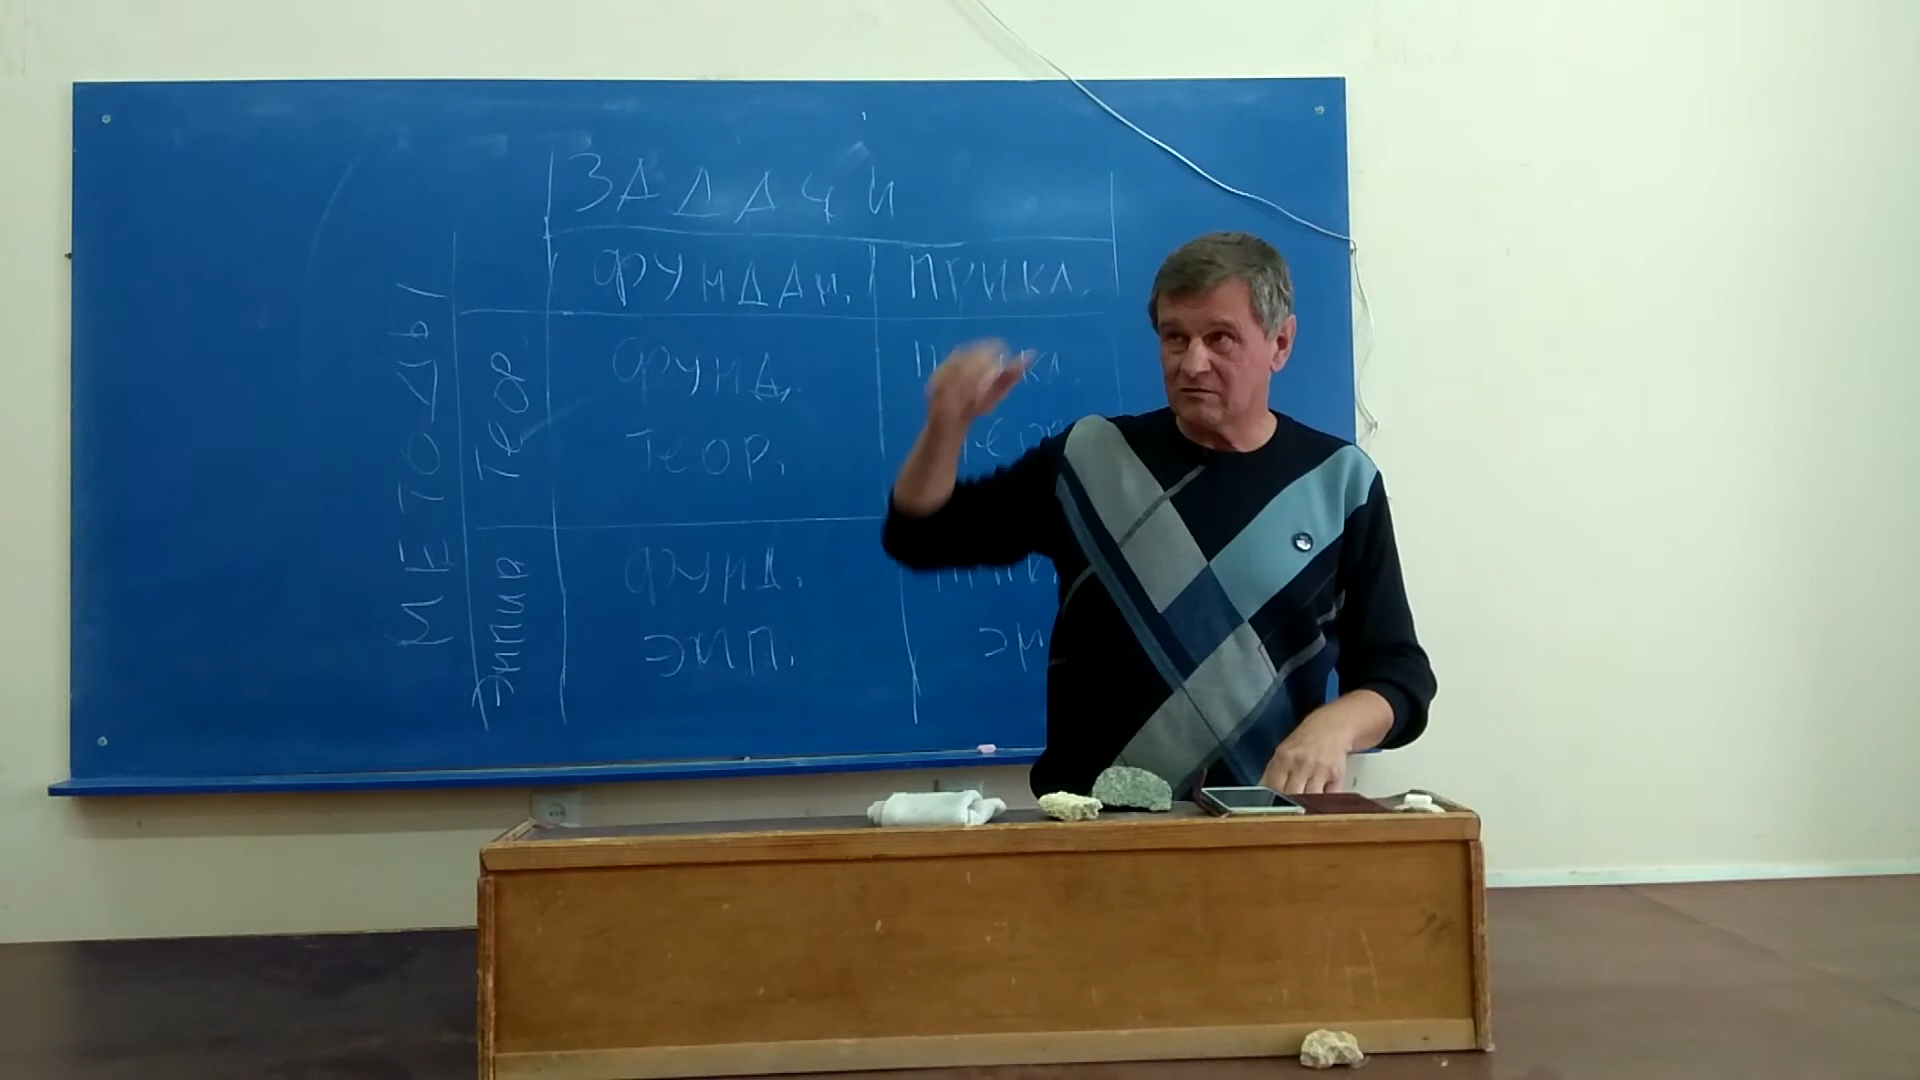 ЗАДАЧИ
ФУНДАМ. ПРИКЛ.
МЕТОДЫ
ТЕОР
ФУНД.
ТЕОР.
ЭМПИР
ФУНД.
ЭМП.